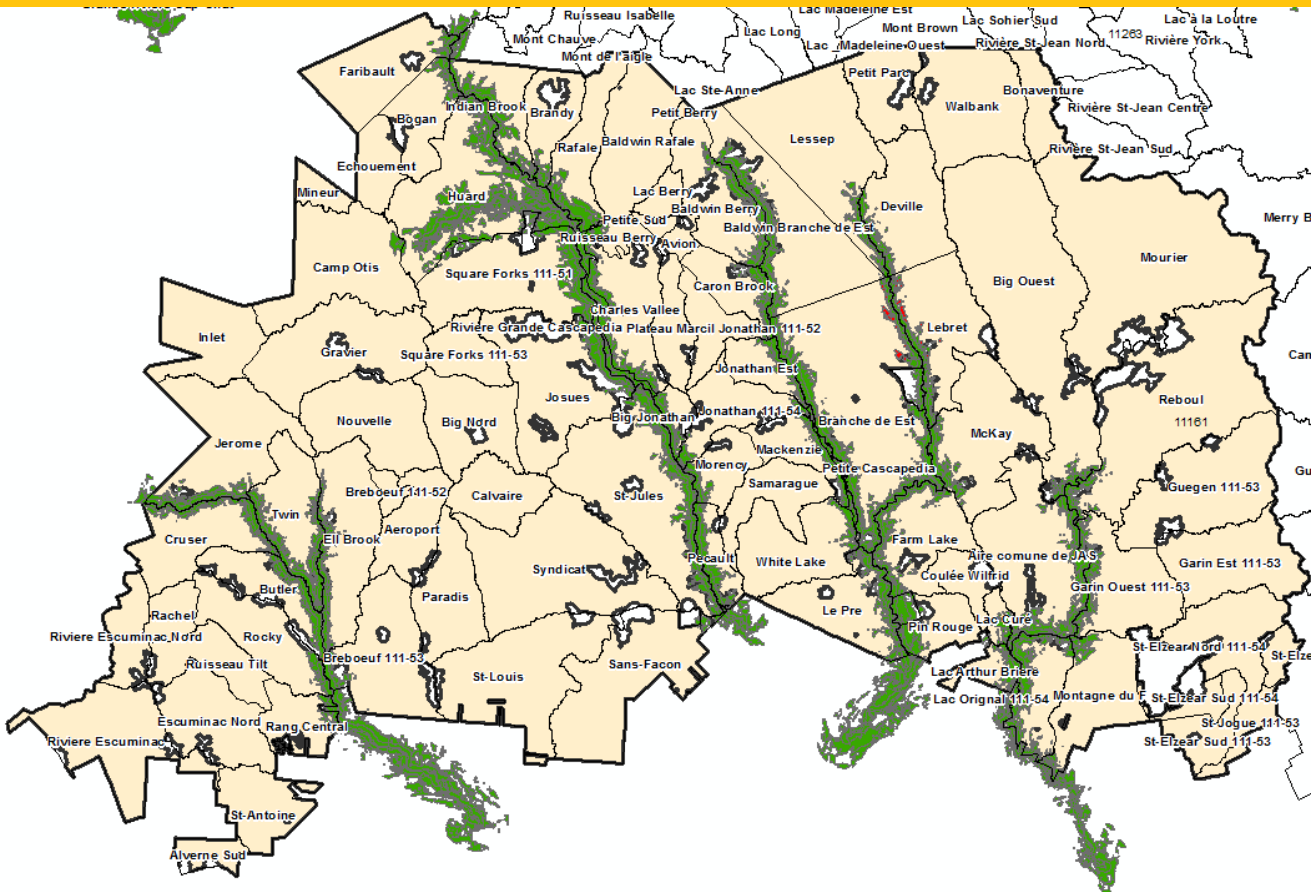 Ruisseau Isabelle
Lac Madeleine Est
Lac Sohier Sud
Lac à la Loutre
Mont Chauve
Lac Long
Mont Brown
11263
Rivière York
Mont de l'aigle
Lac Madeleine Ouest
Rivière St-Jean Nord
Faribault
Petit Parc
Lac Ste-Anne
Bonaventure
Indian Brook
Brandy
Petit Berry
Walbank
Rivière St-Jean Centre
Bogan
Lessep
Rafale
Baldwin Rafale
Rivière St-Jean Sud
Echouement
Mineur
Huard
Lac Berry
Baldwin Berry
Deville
Merry B
Petite Sud
Baldwin Branche de Est
Ruisseau Berry
Avion
Mourier
Camp Otis
Square Forks 111-51
Caron Brook
Big Ouest
Charles Vallee
Inlet
Riviere Grande Cascapedia
Plateau Marcil
Jonathan 111-52
Lebret
Gravier
Square Forks 111-53
Can
Jonathan Est
Josues
Reboul
Nouvelle
Big Nord
Big Jonathan
Jonathan 111-54
Branche de Est
11161
Jerome
McKay
Mackenzie
Morency
Petite Cascapedia
Gu
Samarague
Breboeuf 111-52
Calvaire
St-Jules
Guegen 111-53
Twin
Aeroport
Cruser
Ell Brook
Farm Lake
Pecault
Aire comune de JAS
White Lake
Garin Est 111-53
Syndicat
Coulée Wilfrid
Butler
Paradis
Garin Ouest 111-53
Rachel
Le Pre
Lac Cure
Riviere Escuminac Nord
Rocky
Pin Rouge
St-Elzear Nord 111-54
Breboeuf 111-53
St-Elze
Ruisseau Tilt
Sans-Facon
St-Louis
Lac Arthur Briere
Lac Orignal 111-54
Montagne du F
St-Elzéar Sud 111-54
Escuminac Nord
Rang Central
St-Jogue 111-53
Riviere Escuminac
St-Elzear Sud 111-53
St-Antoine
Alverne Sud